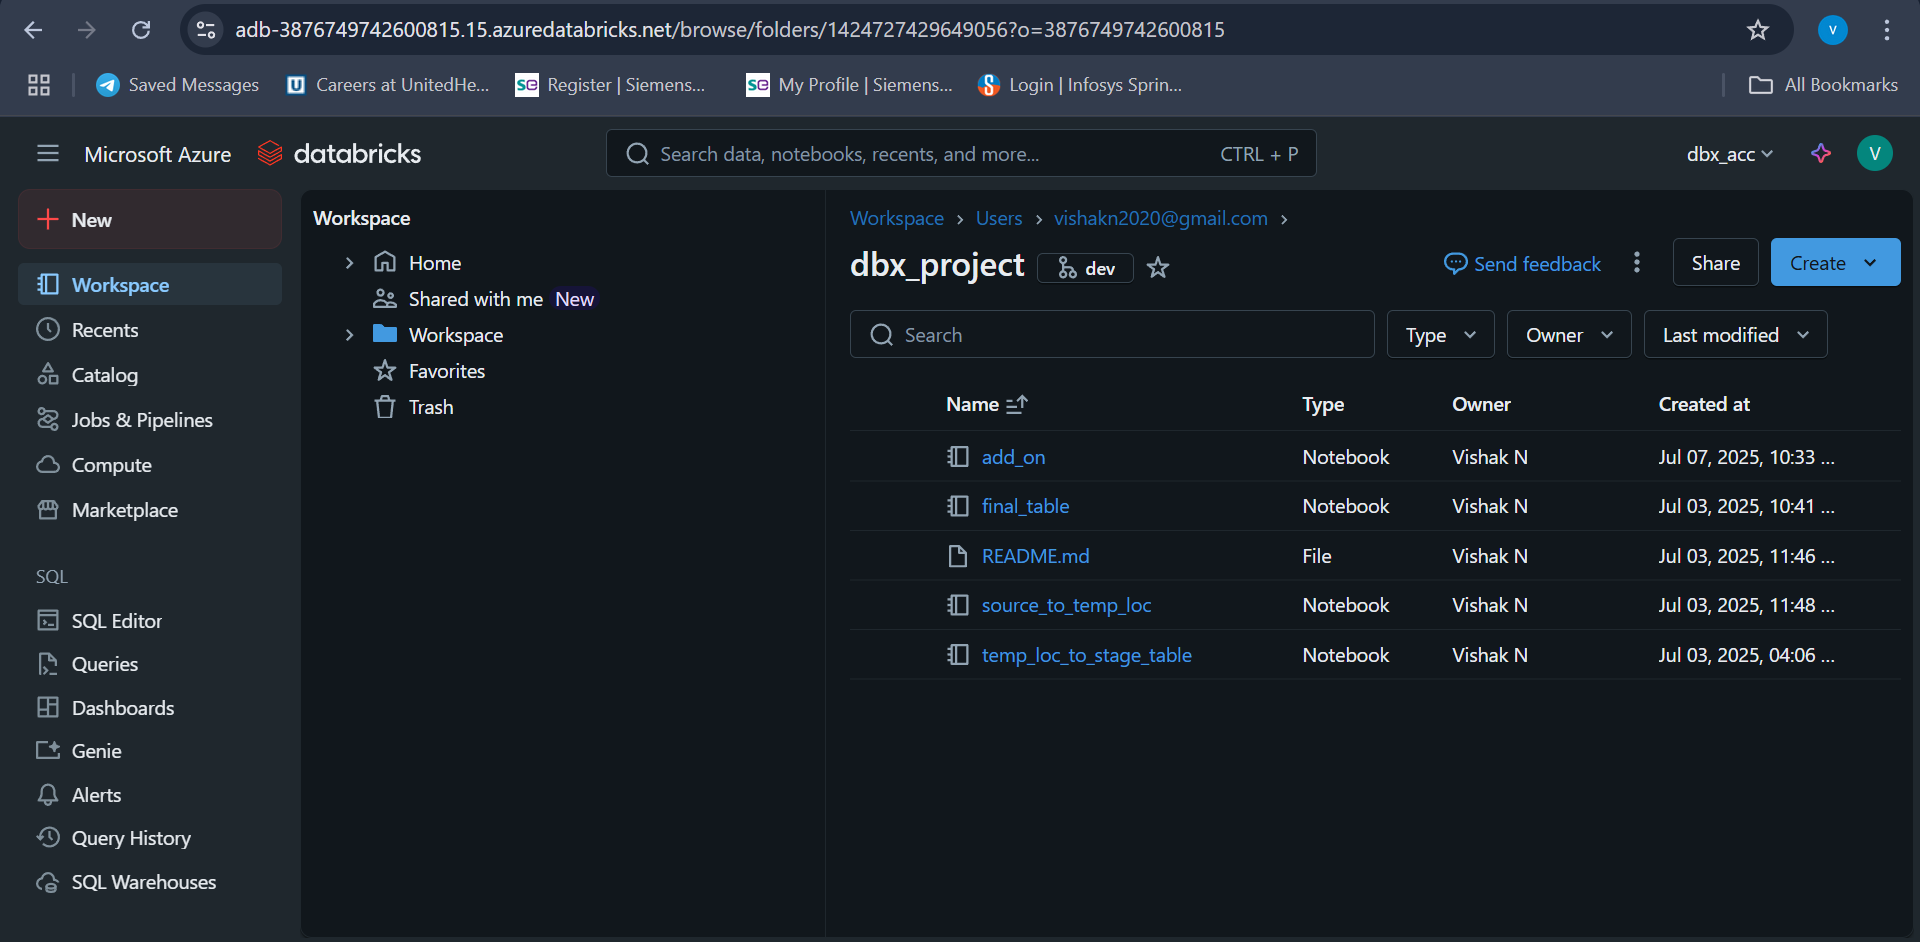 adb-3876749742600815.15.azuredatabricks.net/browse/folders/1424727429649056?o=3876749742600815
V
Saved Messages
U Careers at UnitedHe...
se Register | Siemens...
se My Profile | Siemens...
Login | Infosys Sprin...
All Bookmarks
Microsoft Azure
databricks
Search data, notebooks, recents, and more...
CTRL + P
dbx_acc
V
New
Workspace
Recents
Catalog
Jobs & Pipelines
Compute
Marketplace
SQL
SQL Editor
Queries
Dashboards
Genie
Alerts
Query History
SQL Warehouses
Workspace
Home
Shared with me New
Workspace
Favorites
Trash
Workspace > Users > vishakn2020@gmail.com >
dbx_project
dev
Send feedback
Share
Create
Search
Type
Owner
Last modified
Name Type Owner Created at
add_on Notebook Vishak N Jul 07, 2025, 10:33 ...
final_table Notebook Vishak N Jul 03, 2025, 10:41 ...
README.md File Vishak N Jul 03, 2025, 11:46 ...
source_to_temp_loc Notebook Vishak N Jul 03, 2025, 11:48 ...
temp_loc_to_stage_table Notebook Vishak N Jul 03, 2025, 04:06 ...